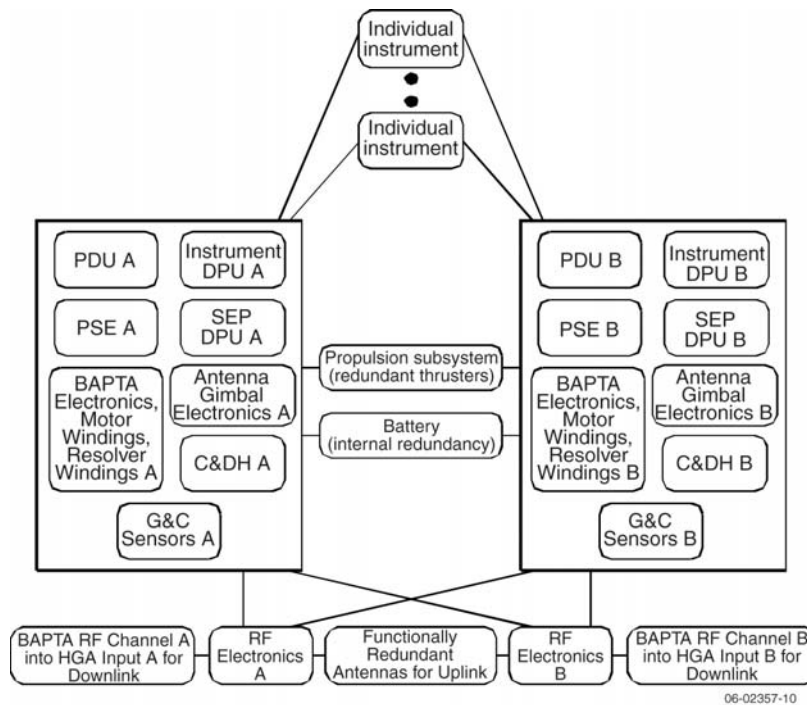 Individual
instrument
Individual
instrument
PDU A
Instrument
DPU A
PSE A
SEP
DPU A
BAPTA
Electronics,
Motor
Windings,
Resolver
Windings A
Antenna
Gimbal
Electronics A
C&DH A
G&C
Sensors A
Propulsion subsystem
(redundant thrusters)
Battery
(internal redundancy)
PDU B
Instrument
DPU B
PSE B
SEP
DPU B
BAPTA
Electronics,
Motor
Windings,
Resolver
Windings B
Antenna
Gimbal
Electronics B
C&DH B
G&C
Sensors B
BAPTA RF Channel A
into HGA Input A for
Downlink
RF
Electronics
A
Functionally
Redundant
Antennas for Uplink
RF
Electronics
B
BAPTA RF Channel B
into HGA Input B for
Downlink
06-02357-10